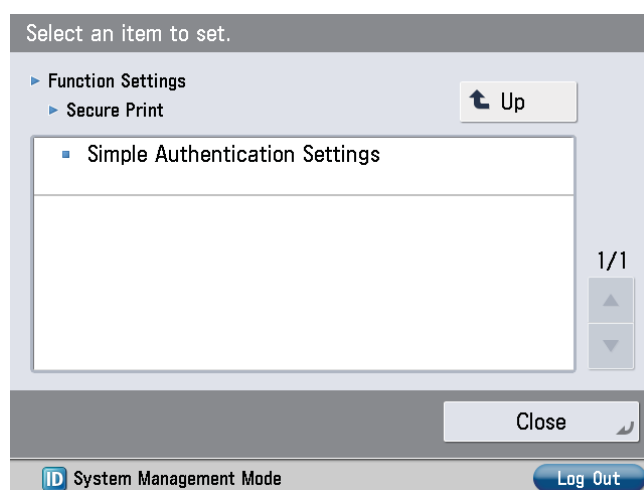 Select an item to set.
Function Settings
Secure Print
Up
Simple Authentication Settings
1/1
Close
ID System Management Mode
Log Out